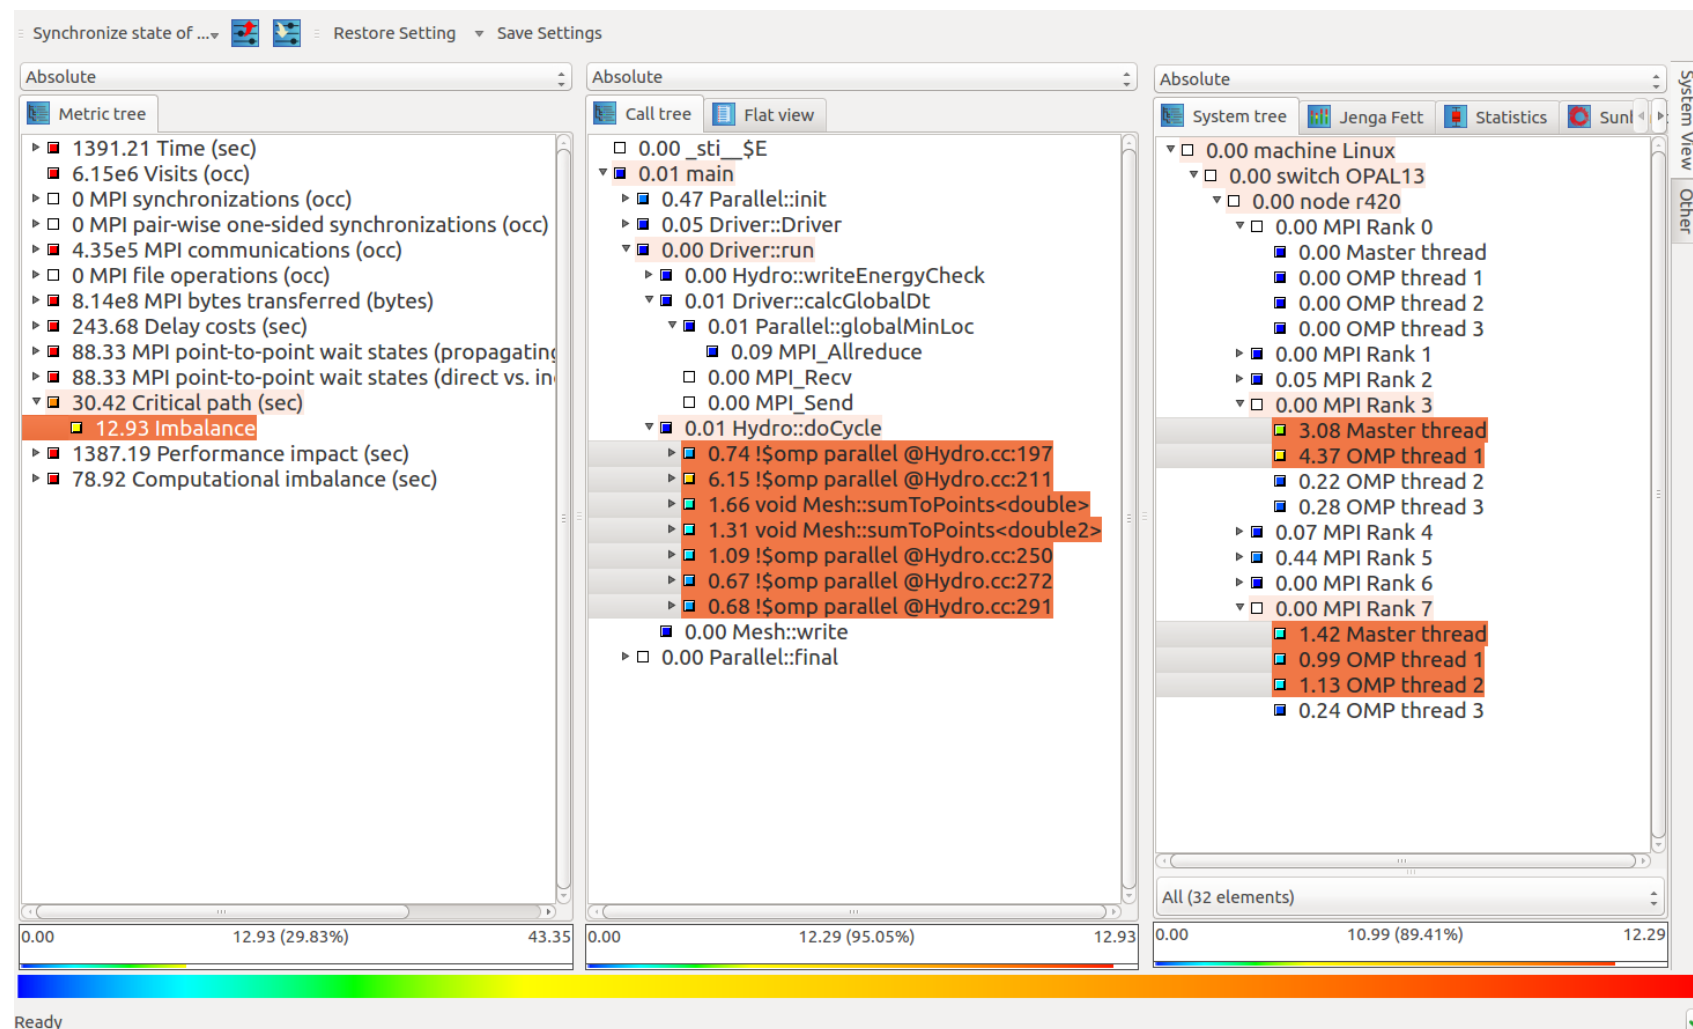 Synchronize state of ... Restore Setting Save Settings
Absolute
Metric tree
1391.21 Time (sec)
6.15e6 Visits (occ)
0 MPI synchronizations (occ)
0 MPI pair-wise one-sided synchronizations (occ)
4.35e5 MPI communications (occ)
0 MPI file operations (occ)
8.14e8 MPI bytes transferred (bytes)
243.68 Delay costs (sec)
88.33 MPI point-to-point wait states (propagating
88.33 MPI point-to-point wait states (direct vs. in
30.42 Critical path (sec)
12.93 Imbalance
1387.19 Performance impact (sec)
78.92 Computational imbalance (sec)
0.00 12.93 (29.83%) 43.35
Absolute
Call tree Flat view
0.00 _sti__$E
0.01 main
0.47 Parallel::init
0.05 Driver::Driver
0.00 Driver::run
0.00 Hydro::writeEnergyCheck
0.01 Driver::calcGlobalDt
0.01 Parallel::globalMinLoc
0.09 MPI_Allreduce
0.00 MPI_Recv
0.00 MPI_Send
0.01 Hydro::doCycle
0.74 !$omp parallel @Hydro.cc:197
6.15 !$omp parallel @Hydro.cc:211
1.66 void Mesh::sumToPoints<double>
1.31 void Mesh::sumToPoints<double2>
1.09 !$omp parallel @Hydro.cc:250
0.67 !$omp parallel @Hydro.cc:272
0.68 !$omp parallel @Hydro.cc:291
0.00 Mesh::write
0.00 Parallel::final
0.00 12.29 (95.05%) 12.93
Absolute
System tree Jenga Fett Statistics
0.00 machine Linux
0.00 switch OPAL13
0.00 node r420
0.00 MPI Rank 0
0.00 Master thread
0.00 OMP thread 1
0.00 OMP thread 2
0.00 OMP thread 3
0.00 MPI Rank 1
0.05 MPI Rank 2
0.00 MPI Rank 3
3.08 Master thread
4.37 OMP thread 1
0.22 OMP thread 2
0.28 OMP thread 3
0.07 MPI Rank 4
0.44 MPI Rank 5
0.00 MPI Rank 6
0.00 MPI Rank 7
1.42 Master thread
0.99 OMP thread 1
1.13 OMP thread 2
0.24 OMP thread 3
All (32 elements)
0.00 10.99 (89.41%) 12.29
System View
Other
Ready